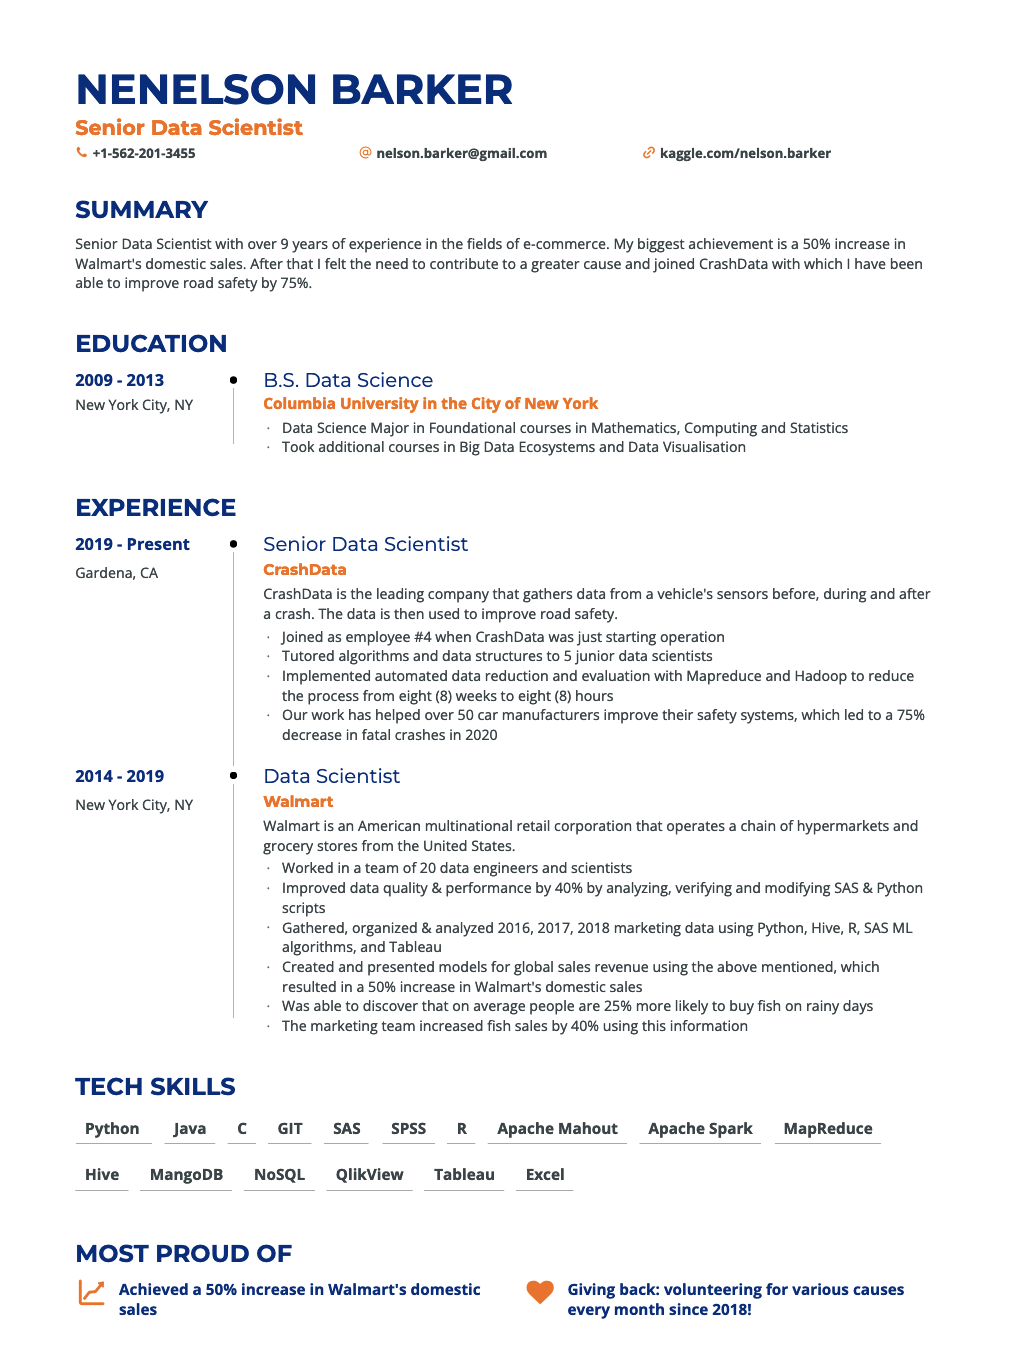 NENELSON BARKER
Senior Data Scientist
+1-562-201-3455
nelson.barker@gmail.com
kaggle.com/nelson.barker
SUMMARY
Senior Data Scientist with over 9 years of experience in the fields of e-commerce. My biggest achievement is a 50% increase in
Walmart's domestic sales. After that I felt the need to contribute to a greater cause and joined CrashData with which I have been
able to improve road safety by 75%.
EDUCATION
2009 - 2013
New York City, NY
B.S. Data Science
Columbia University in the City of New York
· Data Science Major in Foundational courses in Mathematics, Computing and Statistics
· Took additional courses in Big Data Ecosystems and Data Visualisation
EXPERIENCE
2019 - Present
Gardena, CA
Senior Data Scientist
CrashData
CrashData is the leading company that gathers data from a vehicle's sensors before, during and after
a crash. The data is then used to improve road safety.
· Joined as employee #4 when CrashData was just starting operation
· Tutored algorithms and data structures to 5 junior data scientists
· Implemented automated data reduction and evaluation with Mapreduce and Hadoop to reduce
the process from eight (8) weeks to eight (8) hours
· Our work has helped over 50 car manufacturers improve their safety systems, which led to a 75%
decrease in fatal crashes in 2020
2014 - 2019
New York City, NY
Data Scientist
Walmart
Walmart is an American multinational retail corporation that operates a chain of hypermarkets and
grocery stores from the United States.
· Worked in a team of 20 data engineers and scientists
· Improved data quality & performance by 40% by analyzing, verifying and modifying SAS & Python
scripts
· Gathered, organized & analyzed 2016, 2017, 2018 marketing data using Python, Hive, R, SAS ML
algorithms, and Tableau
· Created and presented models for global sales revenue using the above mentioned, which
resulted in a 50% increase in Walmart's domestic sales
· Was able to discover that on average people are 25% more likely to buy fish on rainy days
· The marketing team increased fish sales by 40% using this information
TECH SKILLS
Python Java C GIT SAS SPSS R Apache Mahout Apache Spark MapReduce
Hive MangoDB NoSQL QlikView Tableau Excel
MOST PROUD OF
Achieved a 50% increase in Walmart's domestic
sales
Giving back: volunteering for various causes
every month since 2018!